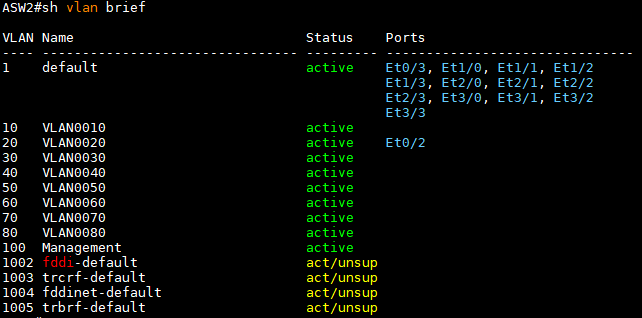 ASW2#sh vlan brief
VLAN Name                             Status    Ports
---- -------------------------------- --------- -------------------------------
1    default                          active    Et0/3, Et1/0, Et1/1, Et1/2
                                                Et1/3, Et2/0, Et2/1, Et2/2
                                                Et2/3, Et3/0, Et3/1, Et3/2
                                                Et3/3
10   VLAN0010                         active
20   VLAN0020                         active    Et0/2
30   VLAN0030                         active
40   VLAN0040                         active
50   VLAN0050                         active
60   VLAN0060                         active
70   VLAN0070                         active
80   VLAN0080                         active
100  Management                       active
1002 fddi-default                     act/unsup
1003 trcrf-default                    act/unsup
1004 fddinet-default                  act/unsup
1005 trbrf-default                    act/unsup